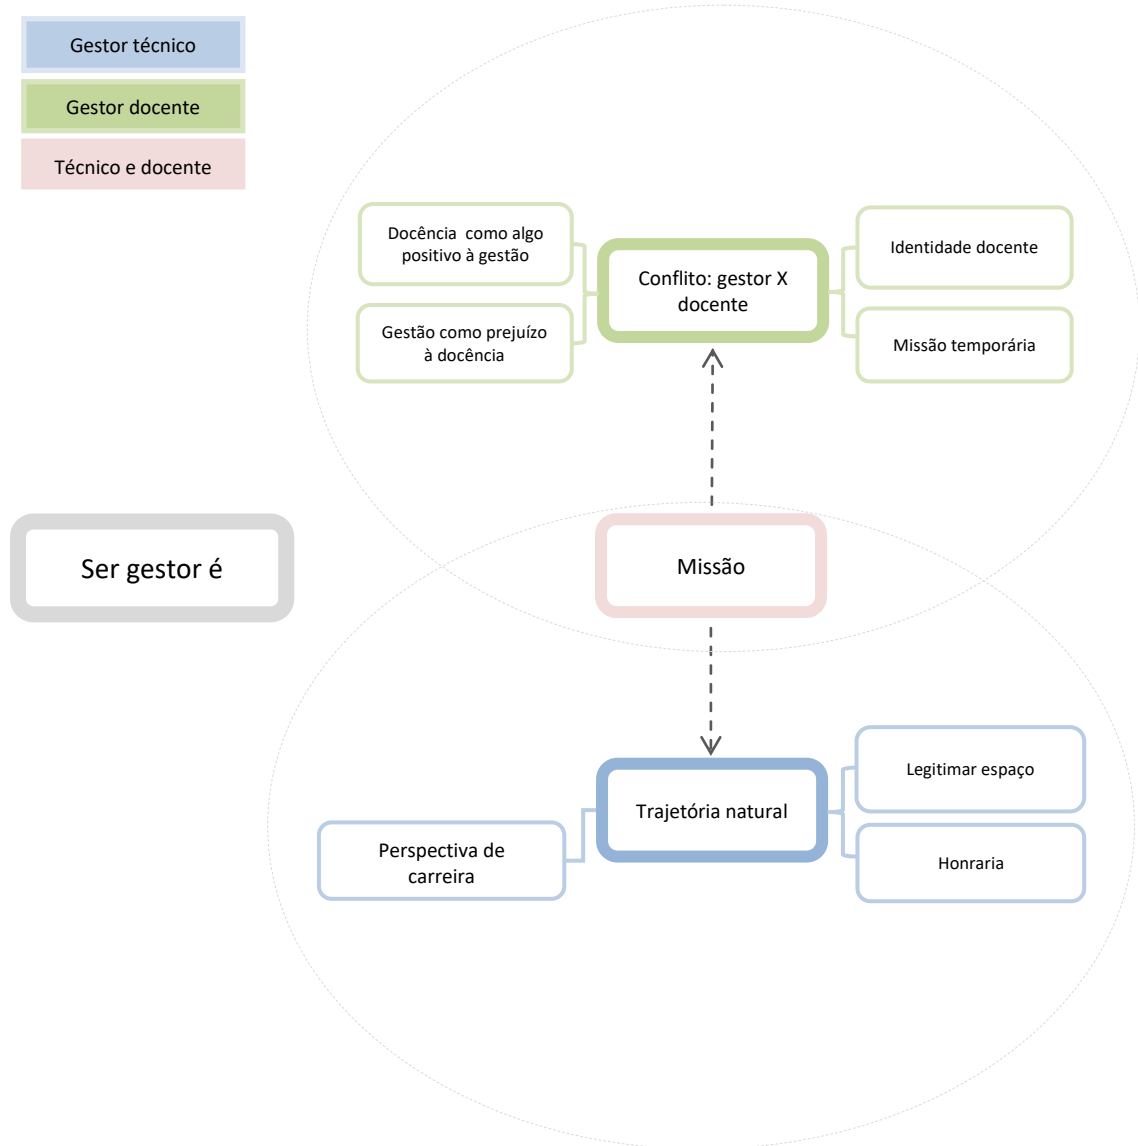 Gestor técnico
Gestor docente
Técnico e docente
Docência como algo
positivo à gestão
Gestão como prejuízo
à docência
Conflito: gestor X
docente
Identidade docente
Missão temporária
Ser gestor é
Missão
Trajetória natural
Perspectiva de
carreira
Legitimar espaço
Honraria